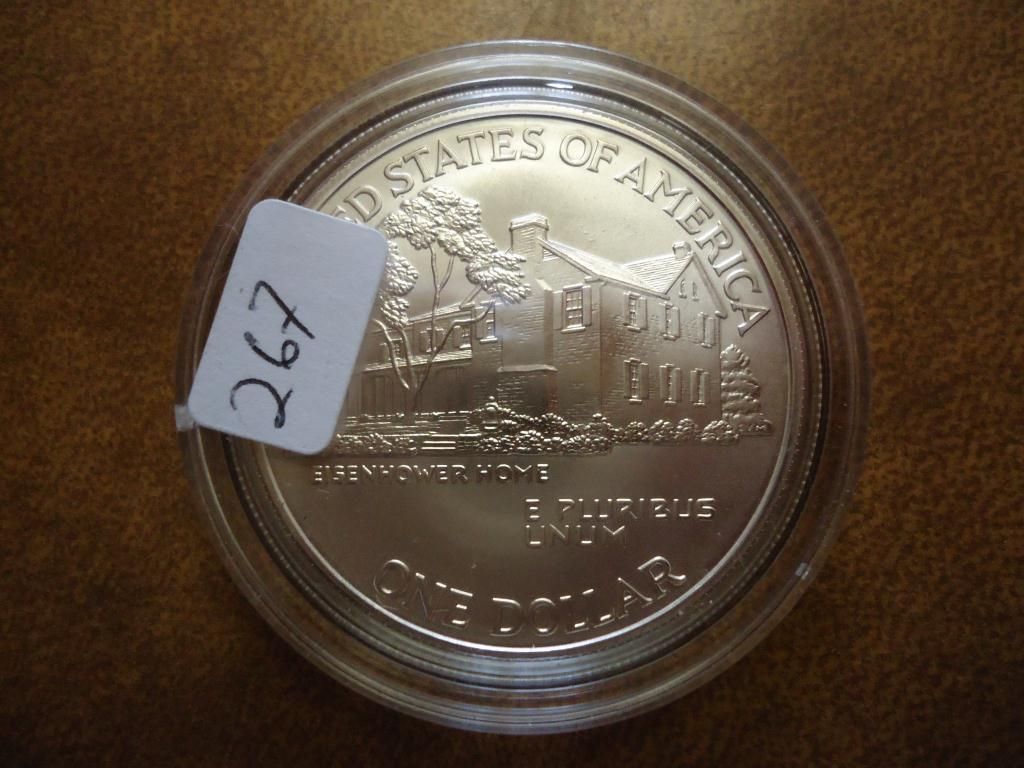 ED STATES OF AMERICA
267
EISENHOWER HOME
E PLURIBUS
UNUM
ONE DOLLAR